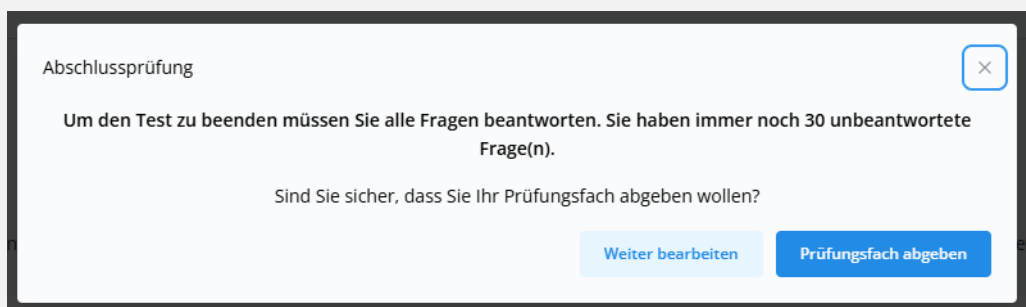 Abschlussprüfung
Um den Test zu beenden müssen Sie alle Fragen beantworten. Sie haben immer noch 30 unbeantwortete
Frage(n).
Sind Sie sicher, dass Sie Ihr Prüfungsfach abgeben wollen?
Weiter bearbeiten
Prüfungsfach abgeben